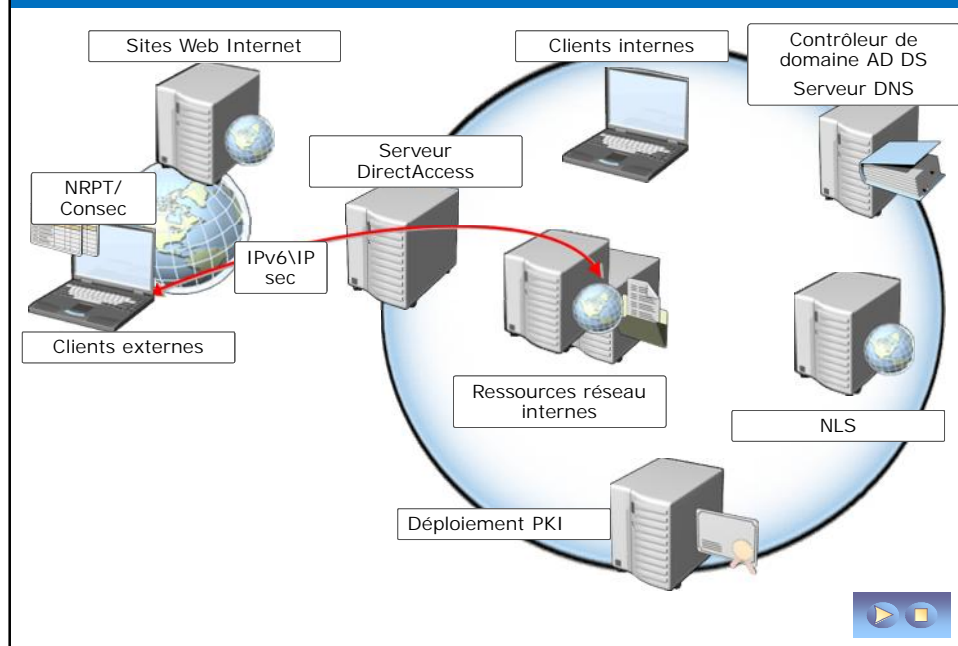 Sites Web Internet
Clients internes
Contrôleur de
domaine AD DS
Serveur DNS
Serveur
DirectAccess
NRPT/
Consec
IPv6\IP
sec
Clients externes
Ressources réseau
internes
NLS
Déploiement PKI